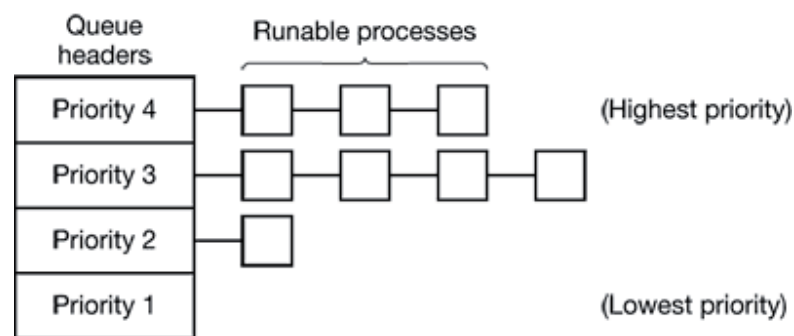 Queue
headers
Runable processes
Priority 4
(Highest priority)
Priority 3
Priority 2
Priority 1
(Lowest priority)